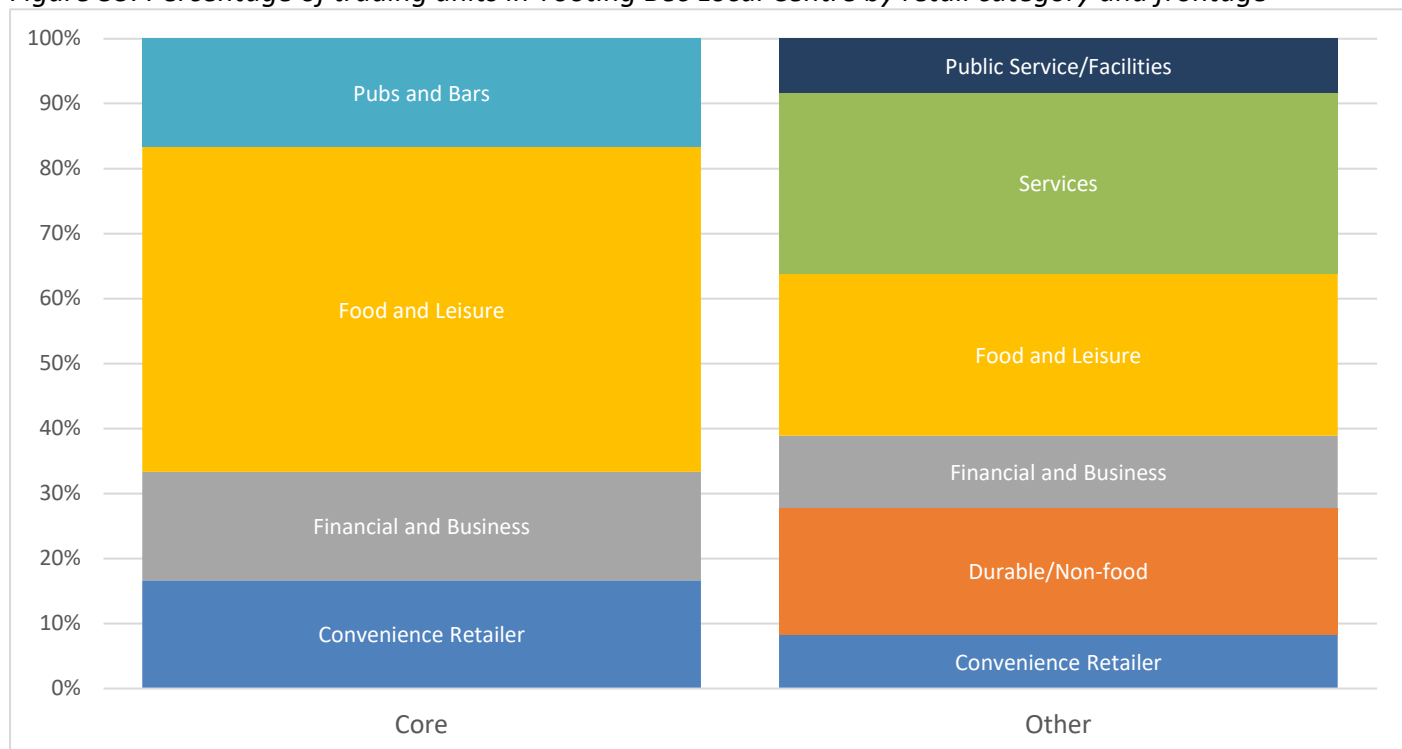 100%
90%
80%
70%
60%
50%
40%
30%
20%
10%
0%
Pubs and Bars
Food and Leisure
Financial and Business
Convenience Retailer
Public Service/Facilities
Services
Food and Leisure
Financial and Business
Durable/Non-food
Convenience Retailer
Core
Other